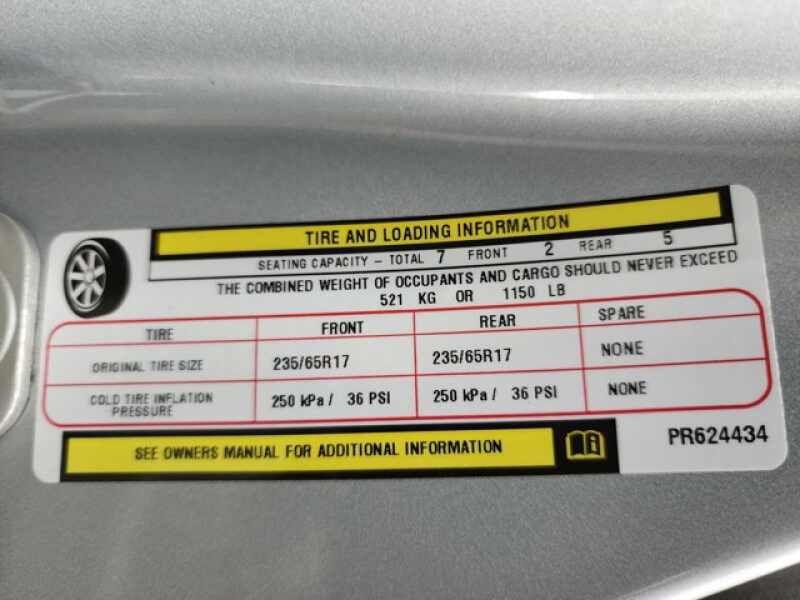 TIRE AND LOADING INFORMATION
SEATING CAPACITY – TOTAL 7 FRONT 2 REAR 5
THE COMBINED WEIGHT OF OCCUPANTS AND CARGO SHOULD NEVER EXCEED
521 KG OR 1150 LB
TIRE FRONT REAR SPARE
ORIGINAL TIRE SIZE 235/65R17 235/65R17 NONE
COLD TIRE INFLATION PRESSURE 250 kPa / 36 PSI 250 kPa / 36 PSI NONE
SEE OWNERS MANUAL FOR ADDITIONAL INFORMATION
PR624434